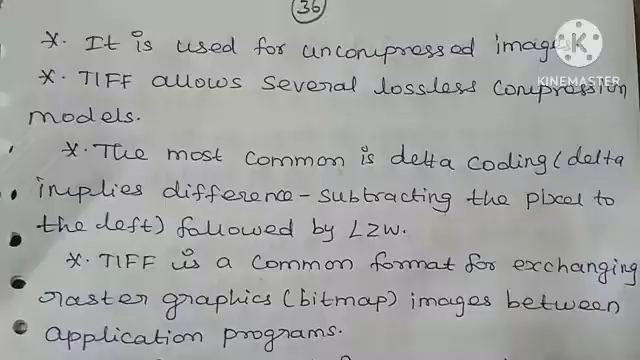 36
*. It is used for uncompressed images
*. TIFF allows several lossless compression
models.
*. The most common is delta coding (delta
implies difference - subtracting the pixel to
the left) followed by LZW.
*. TIFF is a common format for exchanging
raster graphics (bitmap) images between
application programs.
KINEMASTER